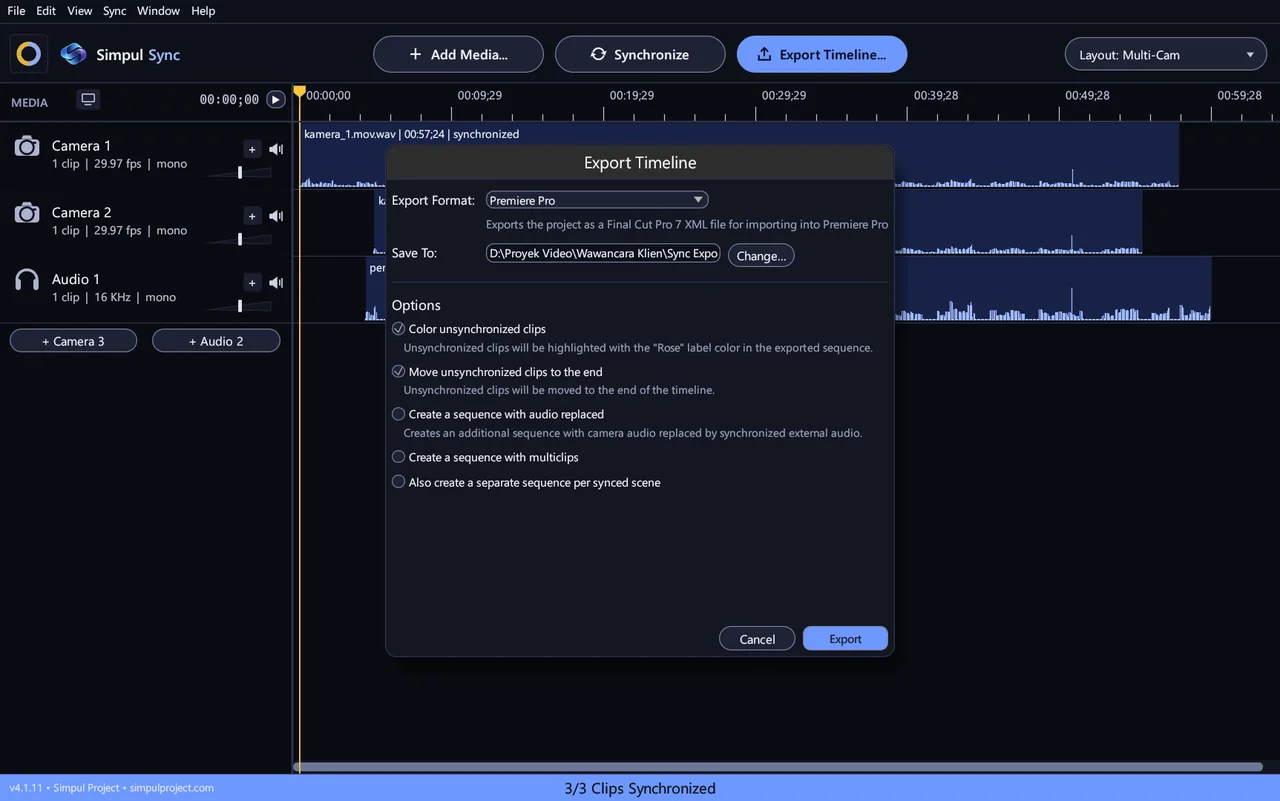 File Edit View Sync Window Help
Simpul Sync
+ Add Media...
Synchronize
Export Timeline...
Layout: Multi-Cam
MEDIA
00:00;00
00:00;00 00:09;29 00:19;29 00:29;29 00:39;28 00:49;28 00:59;28
kamera_1.mov.wav | 00:57;24 | synchronized
Camera 1
1 clip | 29.97 fps | mono
+
Camera 2
1 clip | 29.97 fps | mono
+
Audio 1
1 clip | 16 KHz | mono
+
+ Camera 3
+ Audio 2
Export Timeline
Export Format: Premiere Pro
Exports the project as a Final Cut Pro 7 XML file for importing into Premiere Pro
Save To: D:\Proyek Video\Wawancara Klien\Sync Expo
Change...
Options
Color unsynchronized clips
Unsynchronized clips will be highlighted with the "Rose" label color in the exported sequence.
Move unsynchronized clips to the end
Unsynchronized clips will be moved to the end of the timeline.
Create a sequence with audio replaced
Creates an additional sequence with camera audio replaced by synchronized external audio.
Create a sequence with multiclips
Also create a separate sequence per synced scene
Cancel
Export
v4.1.11 • Simpul Project • simpulproject.com
3/3 Clips Synchronized